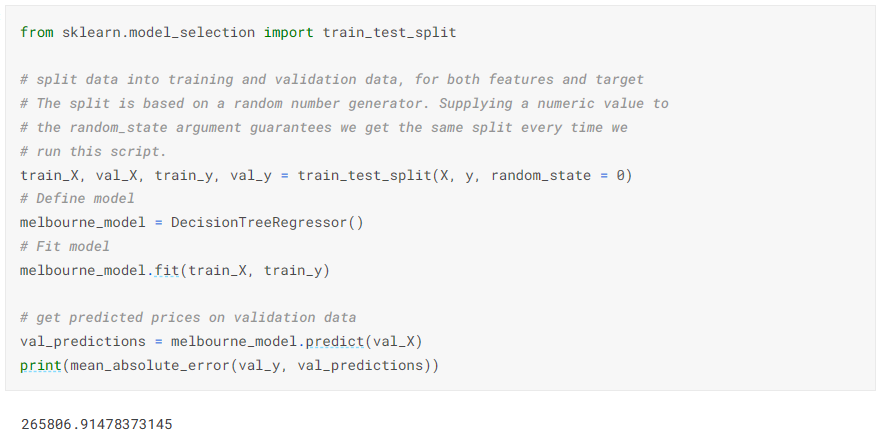 from sklearn.model_selection import train_test_split
# split data into training and validation data, for both features and target
# The split is based on a random number generator. Supplying a numeric value to
# the random_state argument guarantees we get the same split every time we
# run this script.
train_X, val_X, train_y, val_y = train_test_split(X, y, random_state = 0)
# Define model
melbourne_model = DecisionTreeRegressor()
# Fit model
melbourne_model.fit(train_X, train_y)
# get predicted prices on validation data
val_predictions = melbourne_model.predict(val_X)
print(mean_absolute_error(val_y, val_predictions))
265806.91478373145